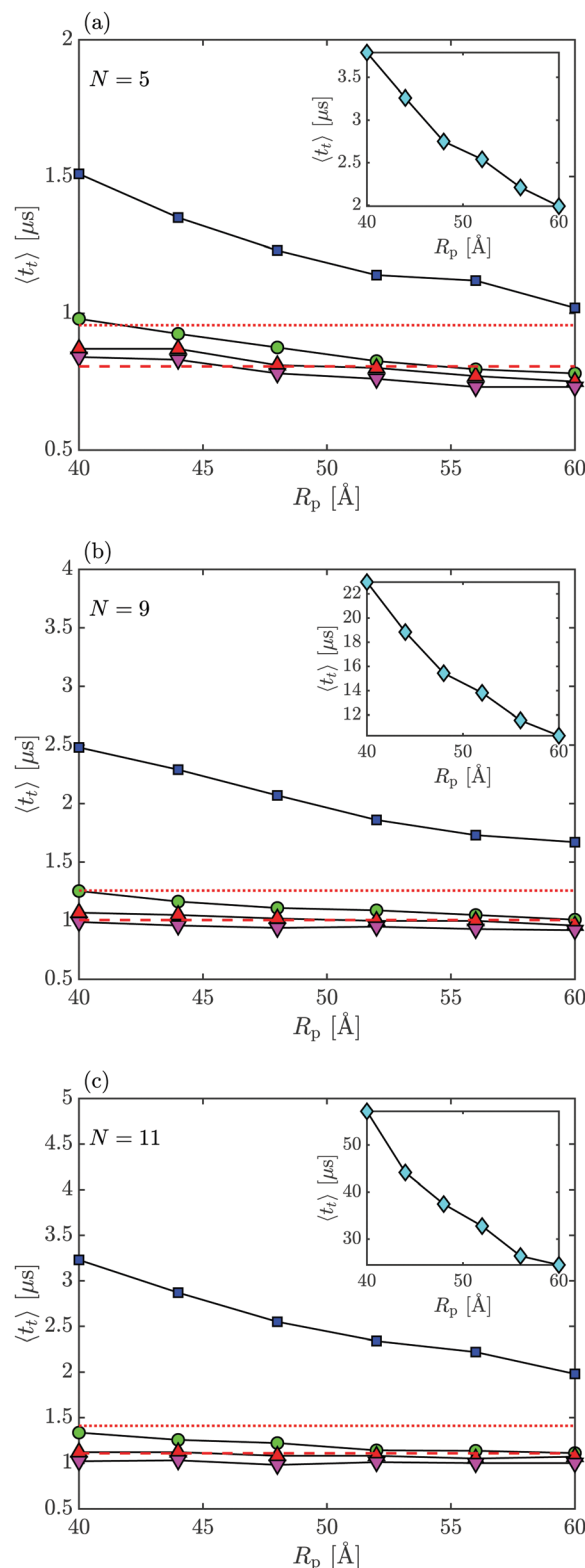 (a)
N = 5
2
1.5
1
0.5
⟨t_t⟩ [μs]
40 45 50 55 60
R_p [Å]
3.5
3
2.5
2
⟨t_t⟩ [μs]
40 50 60
R_p [Å]
(b)
N = 9
4
3.5
3
2.5
2
1.5
1
0.5
⟨t_t⟩ [μs]
40 45 50 55 60
R_p [Å]
22
20
18
16
14
12
⟨t_t⟩ [μs]
40 50 60
R_p [Å]
(c)
N = 11
5
4.5
4
3.5
3
2.5
2
1.5
1
0.5
⟨t_t⟩ [μs]
40 45 50 55 60
R_p [Å]
50
40
30
⟨t_t⟩ [μs]
40 50 60
R_p [Å]